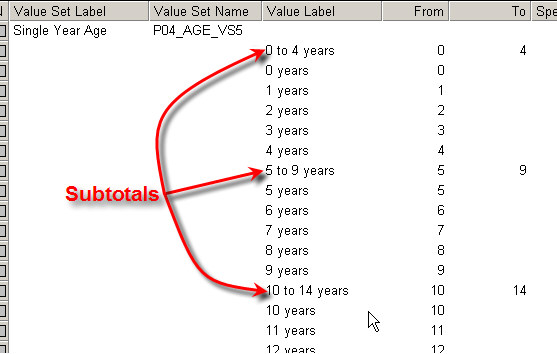 Value Set Label Value Set Name Value Label From To Spe
Single Year Age P04_AGE_VS5
0 to 4 years 0 4
0 years 0
1 years 1
2 years 2
3 years 3
4 years 4
5 to 9 years 5 9
5 years 5
Subtotals
6 years 6
7 years 7
8 years 8
9 years 9
10 to 14 years 10 14
10 years 10
11 years 11
12 years 12